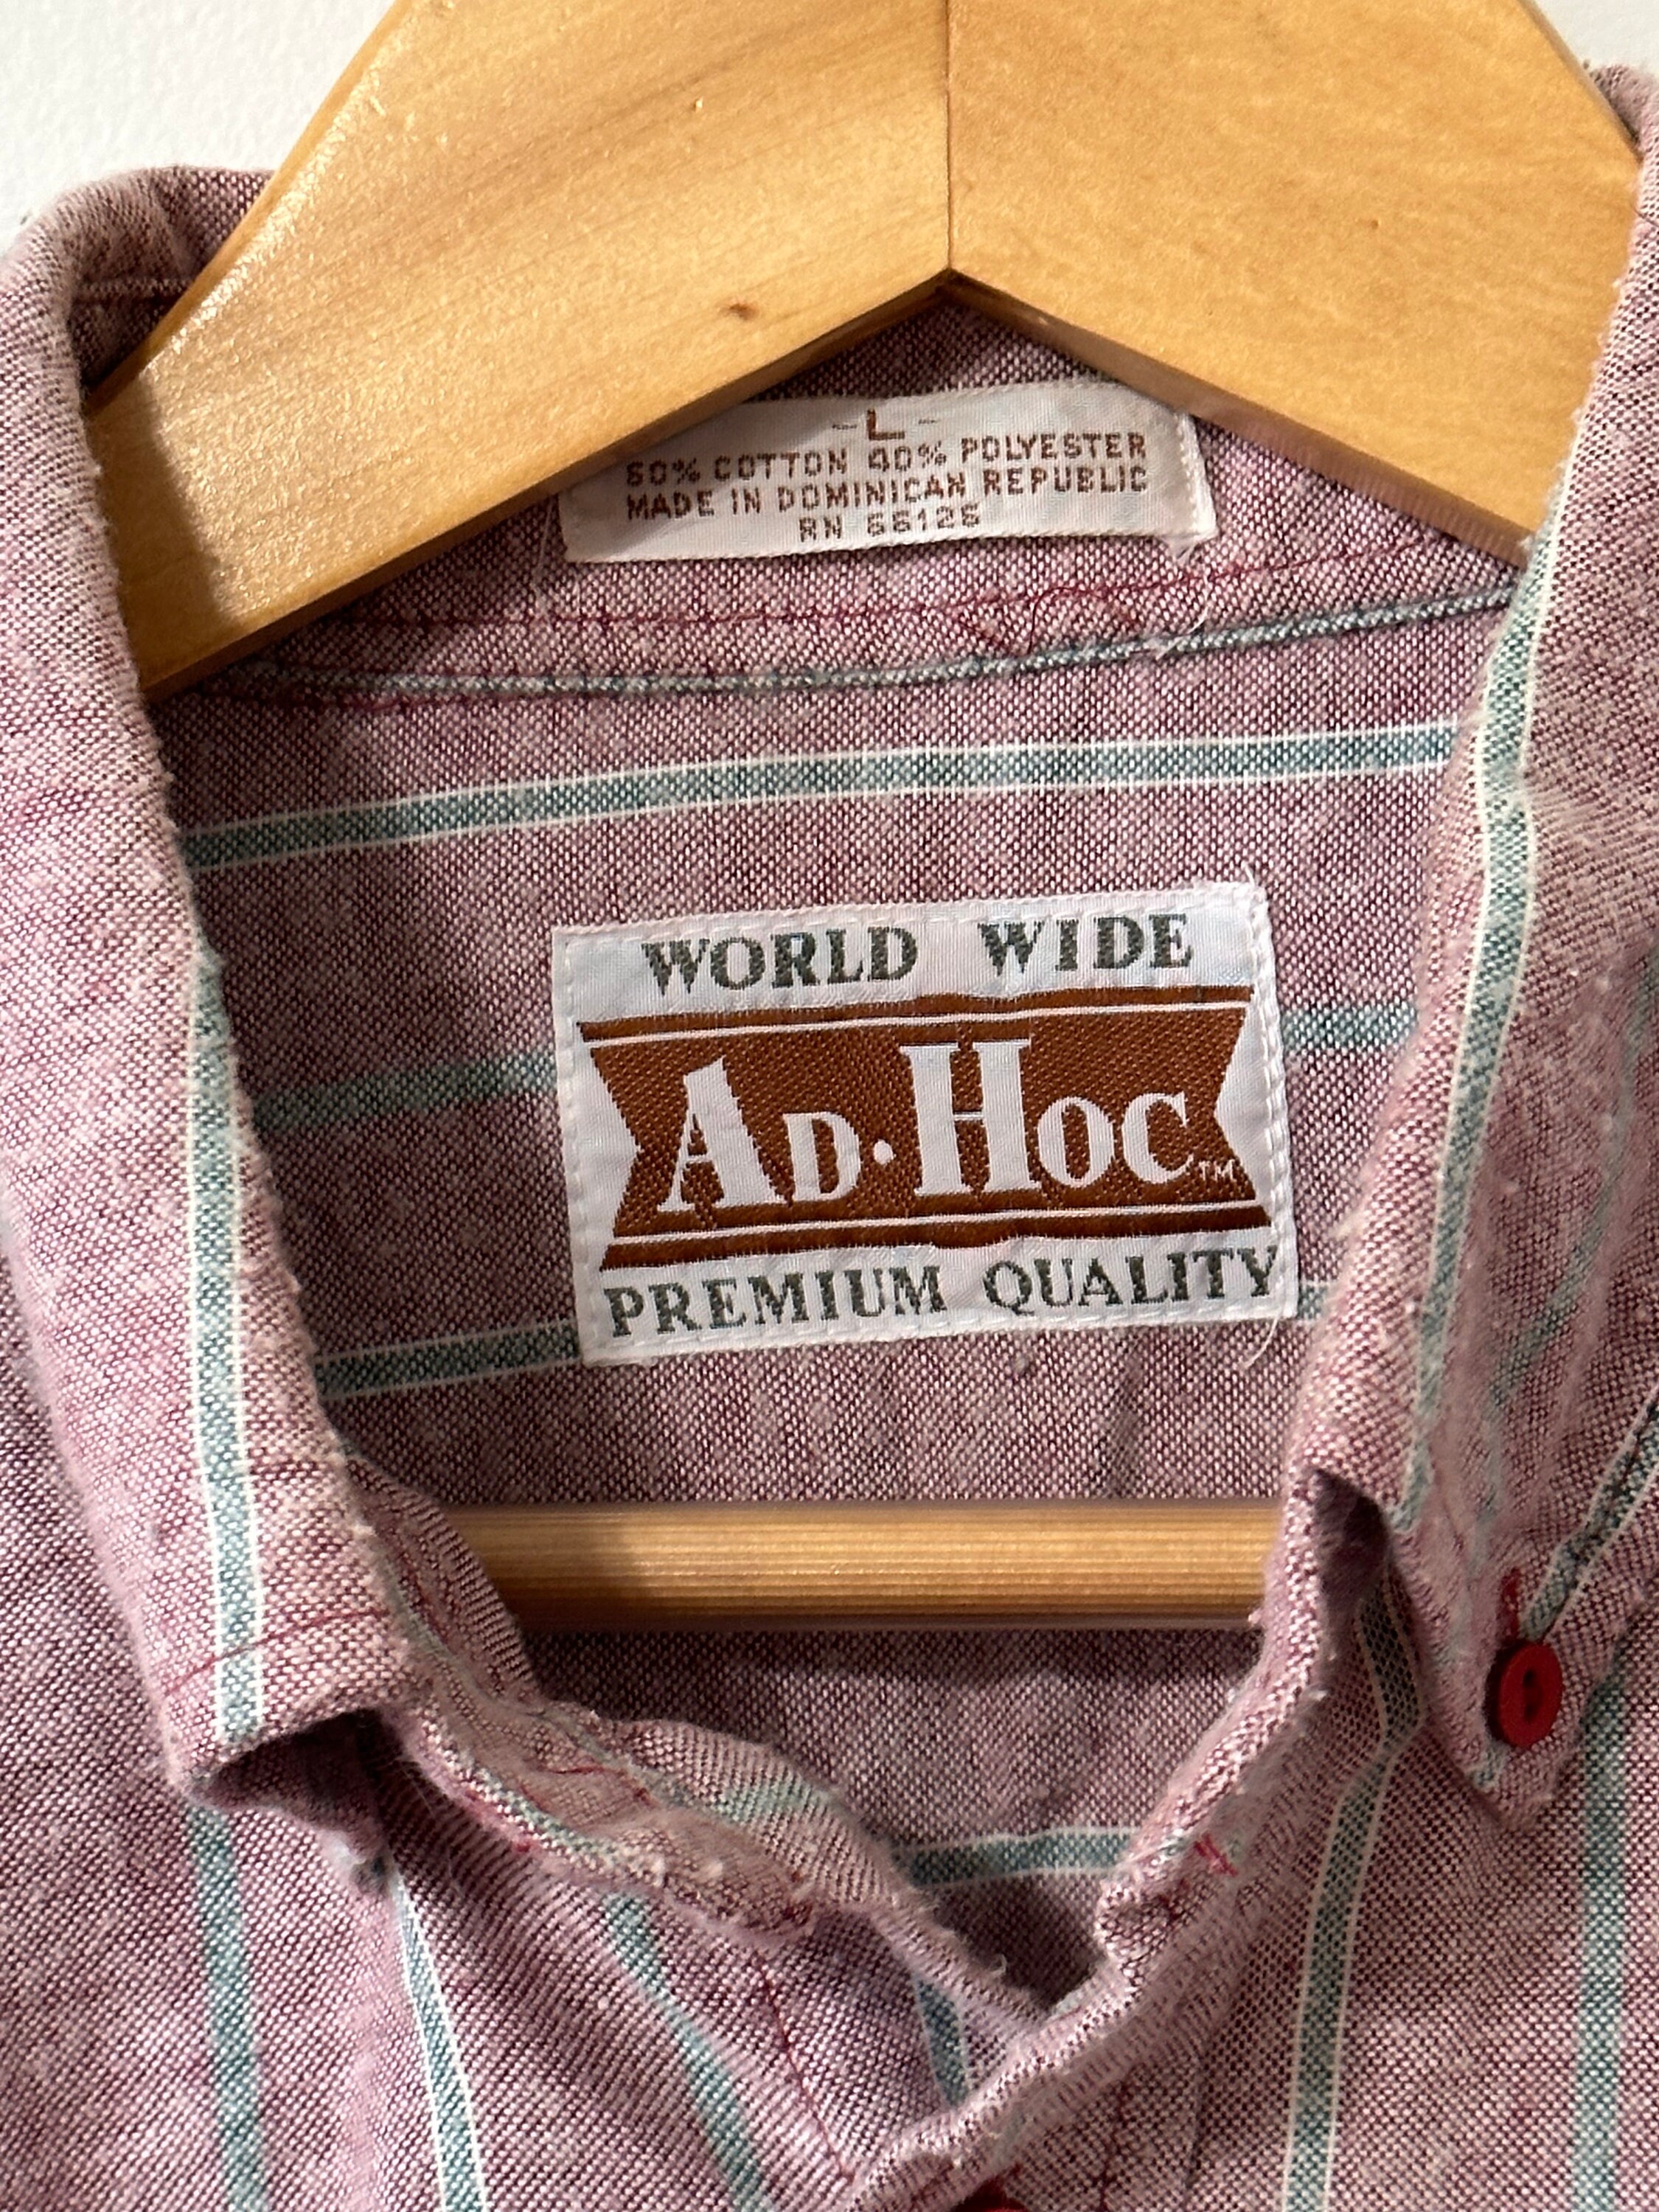 -L-
60% COTTON 40% POLYESTER
MADE IN DOMINICAN REPUBLIC
RN 66126
WORLD WIDE
AD·HOC TM
PREMIUM QUALITY